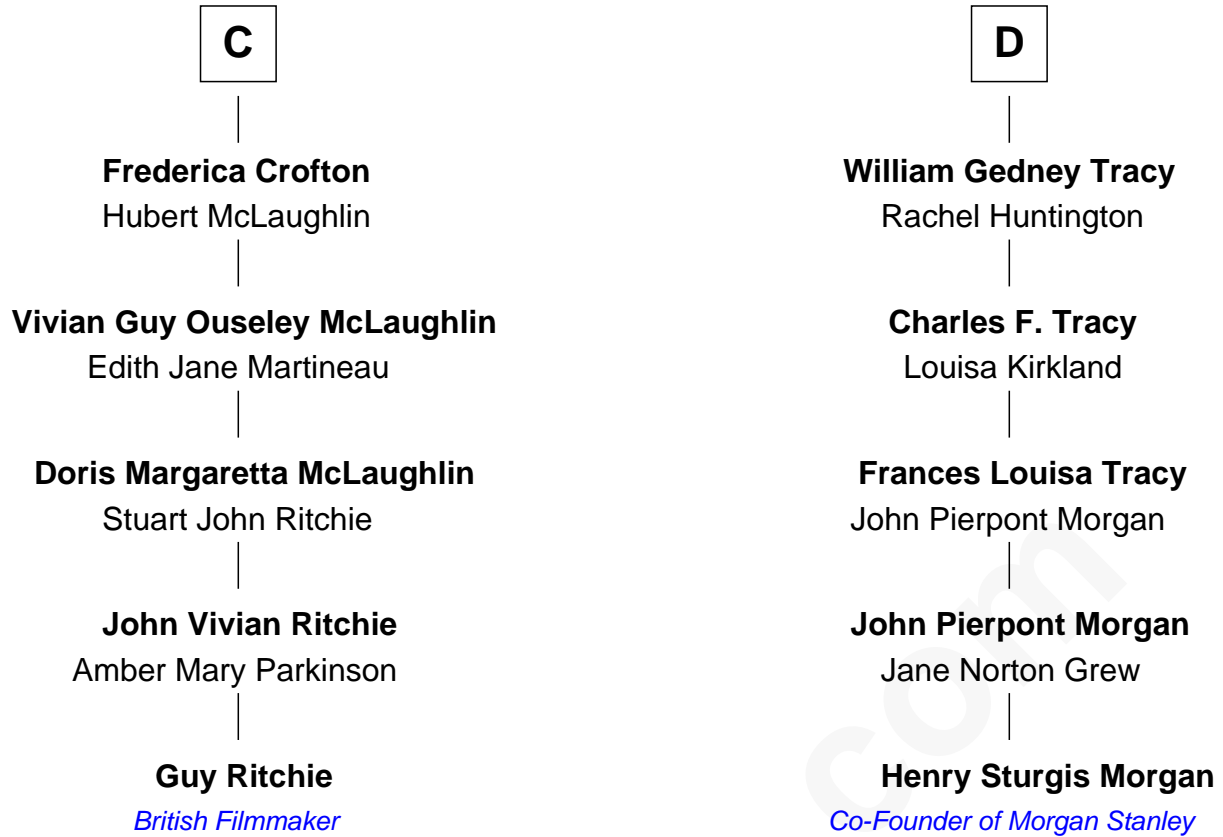 C
Frederica Crofton
Hubert McLaughlin
Vivian Guy Ouseley McLaughlin
Edith Jane Martineau
Doris Margaretta McLaughlin
Stuart John Ritchie
John Vivian Ritchie
Amber Mary Parkinson
Guy Ritchie
British Filmmaker
D
William Gedney Tracy
Rachel Huntington
Charles F. Tracy
Louisa Kirkland
Frances Louisa Tracy
John Pierpont Morgan
John Pierpont Morgan
Jane Norton Grew
Henry Sturgis Morgan
Co-Founder of Morgan Stanley
com